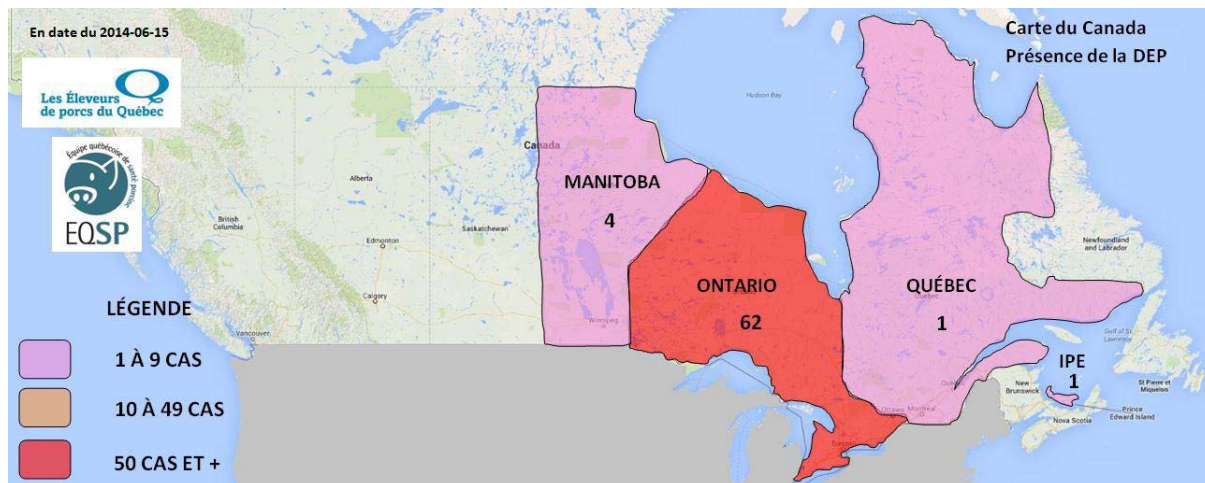 En date du 2014-06-15
Carte du Canada
Présence de la DEP
Les Éleveurs
de porcs du Québec
Équipe québécoise de santé porcine
EQSP
Hudson Bay
Canada
MANITOBA
4
Alberta
British
Columbia
Edmonton
Saskatchewan
Newfoundland
and Labrador
ONTARIO
62
QUÉBEC
Quebec
1
Calgary
Winnipeg
Vancouver
Gulf of St
Lawrence
LÉGENDE
1 À 9 CAS
10 À 49 CAS
50 CAS ET +
IPE
1
New
Brunswick
St Pierre et
Miquelon
Prince
Edward Island
Nova Scotia
Ottawa
Montreal
Toronto